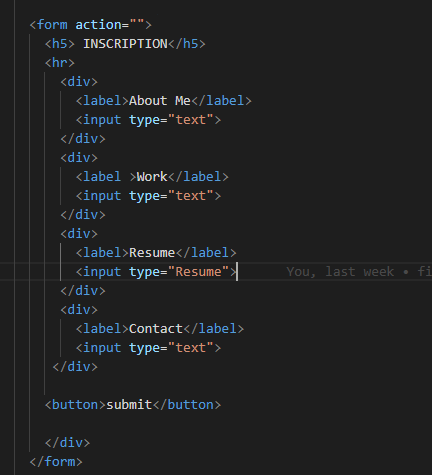 <form action="">
<h5> INSCRIPTION</h5>
<hr>
<div>
<label>About Me</label>
<input type="text">
</div>
<div>
<label >Work</label>
<input type="text">
</div>
<div>
<label>Resume</label>
<input type="Resume"> You, last week • fi
</div>
<div>
<label>Contact</label>
<input type="text">
</div>
<button>submit</button>
</div>
</form>